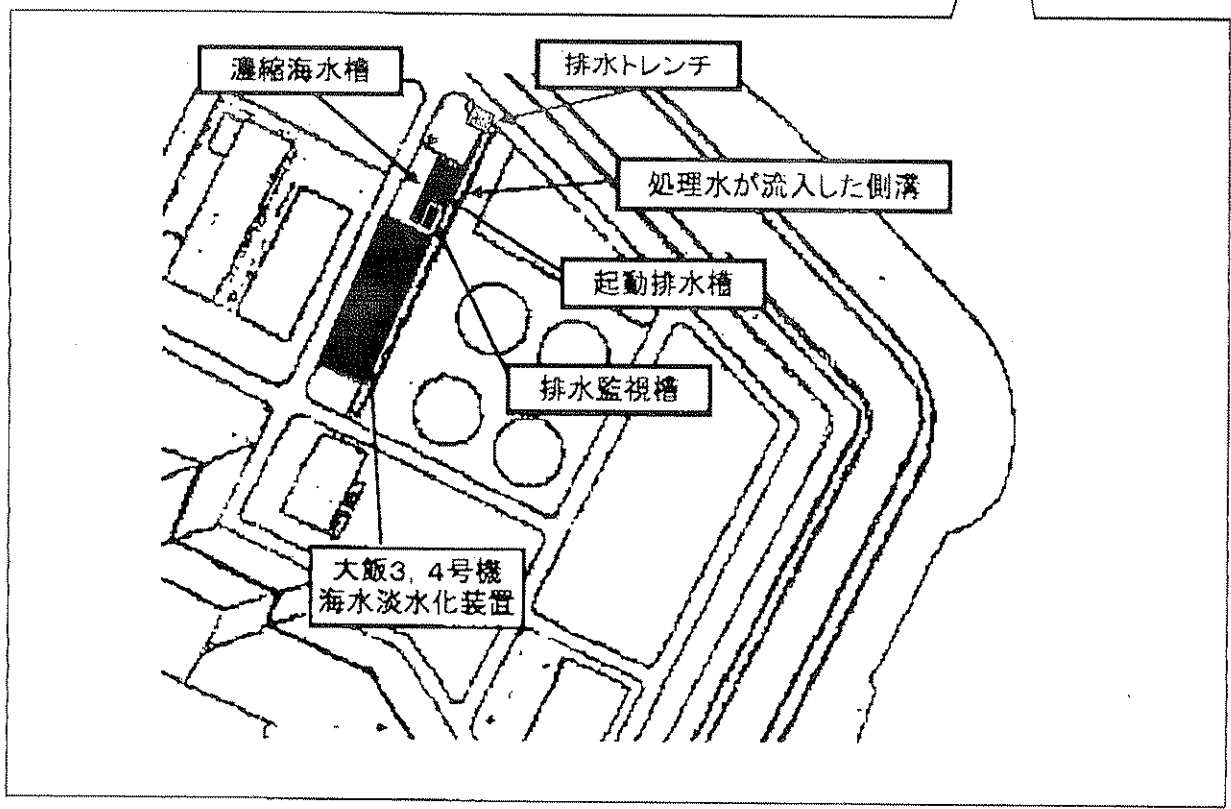 濃縮海水槽
排水トレンチ
処理水が流入した側溝
起動排水槽
排水監視槽
大飯3，4号機
海水淡水化装置